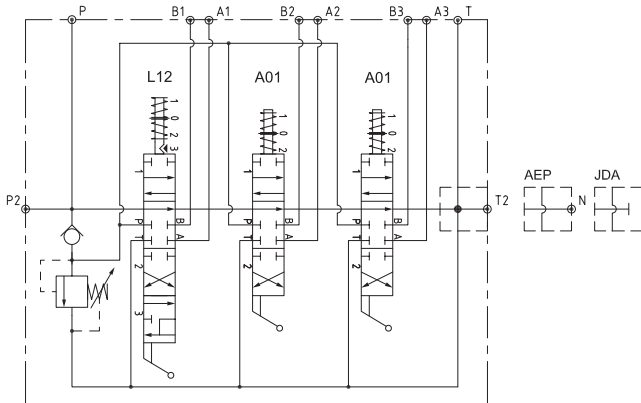 P B1 A1 B2 A2 B3 A3 T
L12 A01 A01
1 0 2 3
1 0 2
1 0 2
1 1 1
AEP JDA
P2 T2 N
P B P B P B
T A T A T A
2 2 2
3